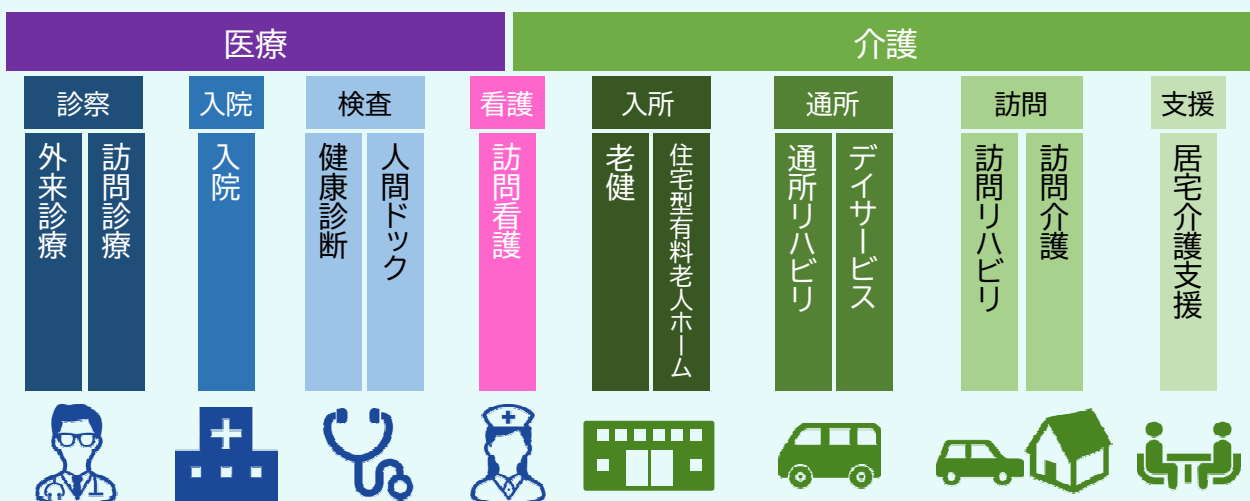 医療
介護
診察
入院
検査
看護
入所
通所
訪問
支援
外来診療
訪問診療
入院
健康診断
人間ドック
訪問看護
老健
住宅型有料老人ホーム
通所リハビリ
デイサービス
訪問リハビリ
訪問介護
居宅介護支援